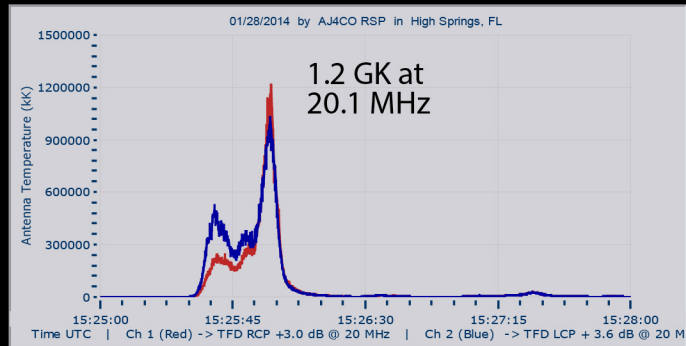 01/28/2014 by AJ4CO RSP in High Springs, FL
1500000
1200000
900000
600000
300000
0
Antenna Temperature (kK)
1.2 GK at
20.1 MHz
15:25:00 15:25:45 15:26:30 15:27:15 15:28:00
Time UTC | Ch 1 (Red) -> TFD RCP +3.0 dB @ 20 MHz | Ch 2 (Blue) -> TFD LCP + 3.6 dB @ 20 M